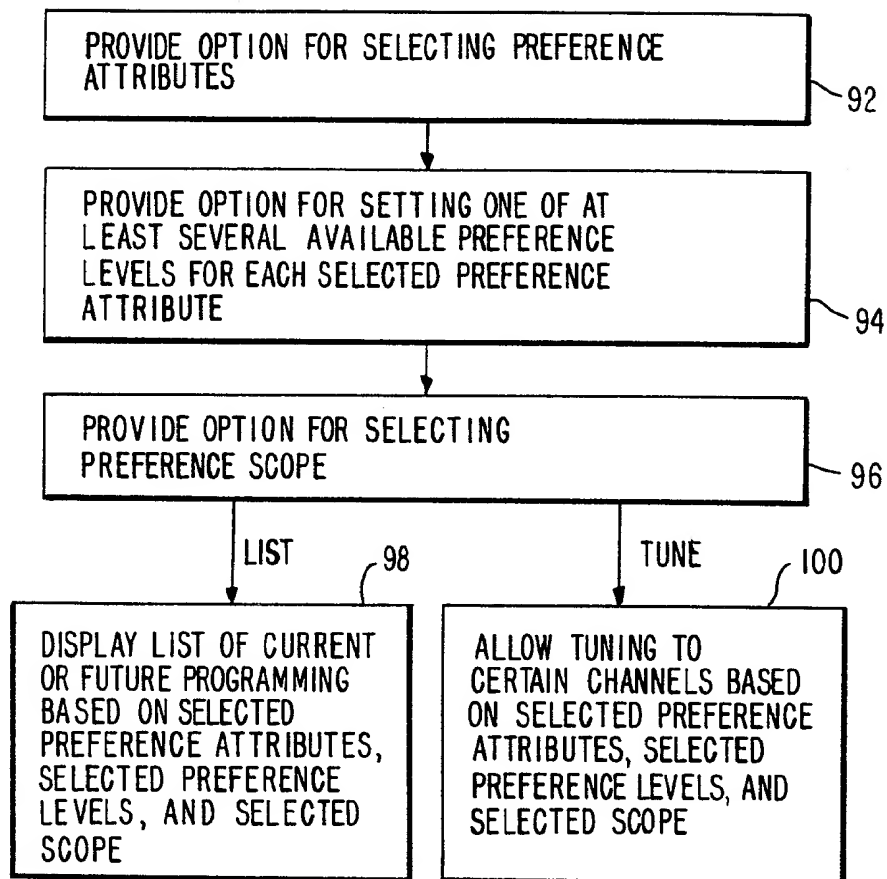 PROVIDE OPTION FOR SELECTING PREFERENCE
ATTRIBUTES
92
PROVIDE OPTION FOR SETTING ONE OF AT
LEAST SEVERAL AVAILABLE PREFERENCE
LEVELS FOR EACH SELECTED PREFERENCE
ATTRIBUTE
94
PROVIDE OPTION FOR SELECTING
PREFERENCE SCOPE
96
LIST
98
DISPLAY LIST OF CURRENT
OR FUTURE PROGRAMMING
BASED ON SELECTED
PREFERENCE ATTRIBUTES,
SELECTED PREFERENCE
LEVELS, AND SELECTED
SCOPE
TUNE
100
ALLOW TUNING TO
CERTAIN CHANNELS BASED
ON SELECTED PREFERENCE
ATTRIBUTES, SELECTED
PREFERENCE LEVELS, AND
SELECTED SCOPE